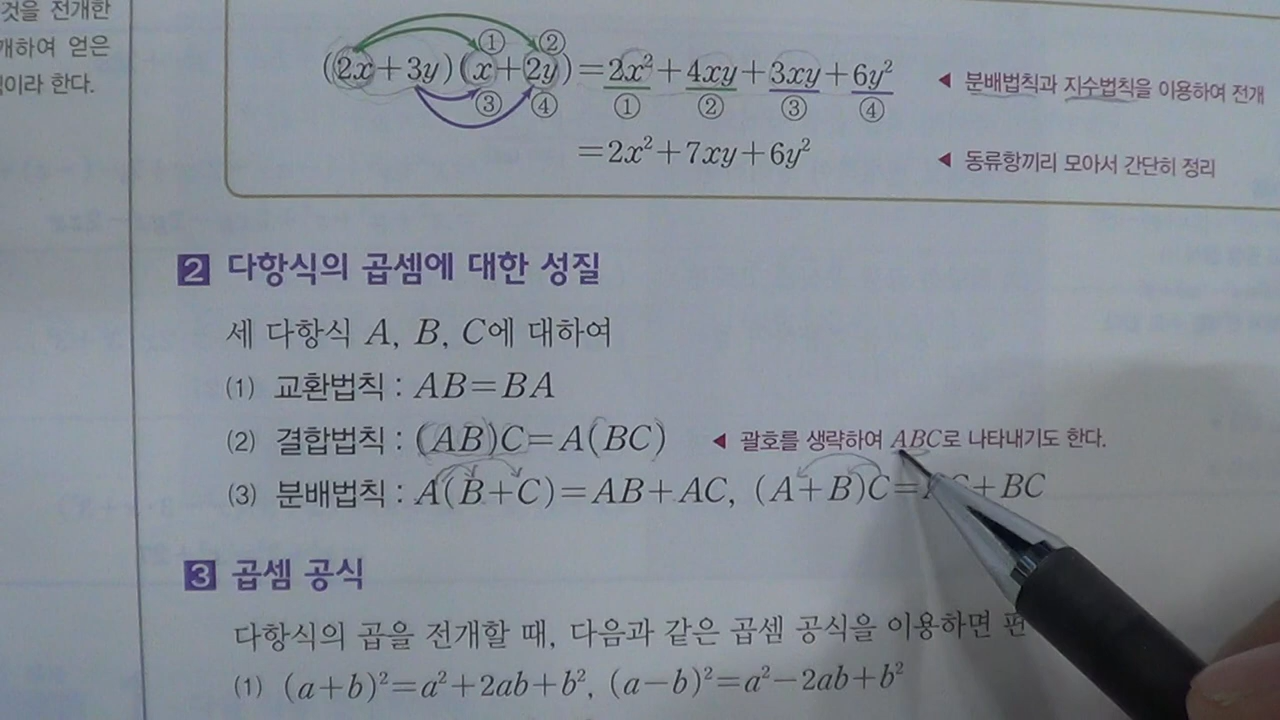 것을 전개한
개하여 얻은
이라 한다.
① ②
(2x+3y)(x+2y)=2x²+4xy+3xy+6y² ◀ 분배법칙과 지수법칙을 이용하여 전개
③ ④ ① ② ③ ④
=2x²+7xy+6y² ◀ 동류항끼리 모아서 간단히 정리
2 다항식의 곱셈에 대한 성질
세 다항식 A, B, C에 대하여
(1) 교환법칙 : AB=BA
(2) 결합법칙 : (AB)C=A(BC) ◀ 괄호를 생략하여 ABC로 나타내기도 한다.
(3) 분배법칙 : A(B+C)=AB+AC, (A+B)C= +BC
3 곱셈 공식
다항식의 곱을 전개할 때, 다음과 같은 곱셈 공식을 이용하면 편
(1) (a+b)²=a²+2ab+b², (a-b)²=a²-2ab+b²